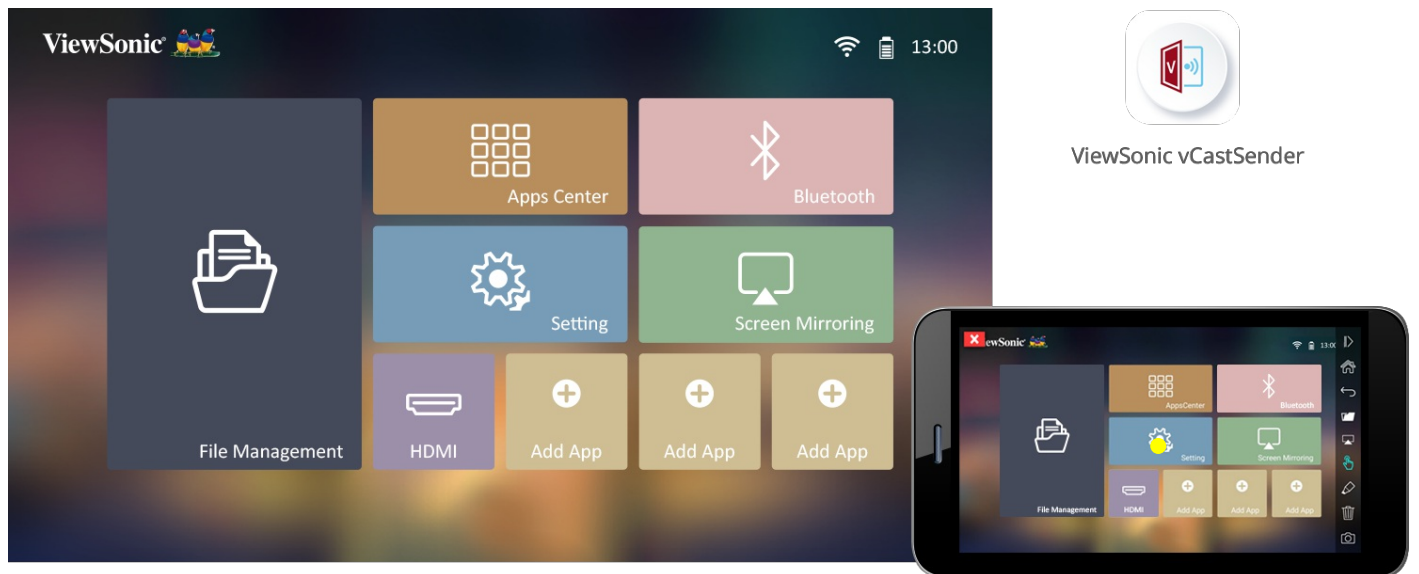 ViewSonic®
13:00
Apps Center
Bluetooth
Setting
Screen Mirroring
File Management
HDMI
Add App
Add App
Add App
V
ViewSonic vCastSender
X
ewSonic
13:00
AppsCenter
Bluetooth
Setting
Screen Mirroring
File Management
HDMI
Add App
Add App
Add App